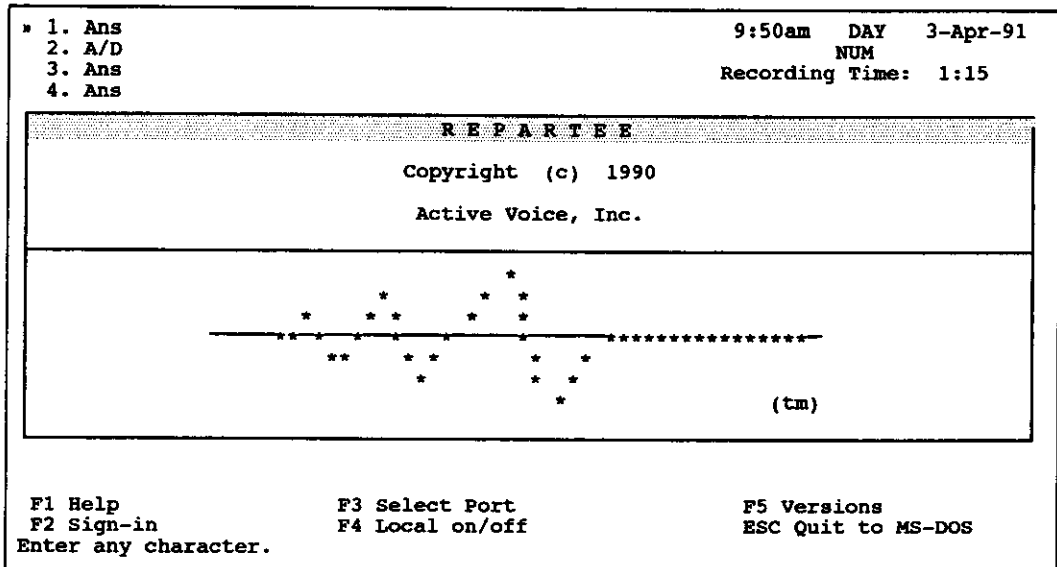 » 1. Ans
2. A/D
3. Ans
4. Ans
9:50am DAY 3-Apr-91
NUM
Recording Time: 1:15
R E P A R T E E
Copyright (c) 1990
Active Voice, Inc.
(tm)
F1 Help F3 Select Port F5 Versions
F2 Sign-in F4 Local on/off ESC Quit to MS-DOS
Enter any character.